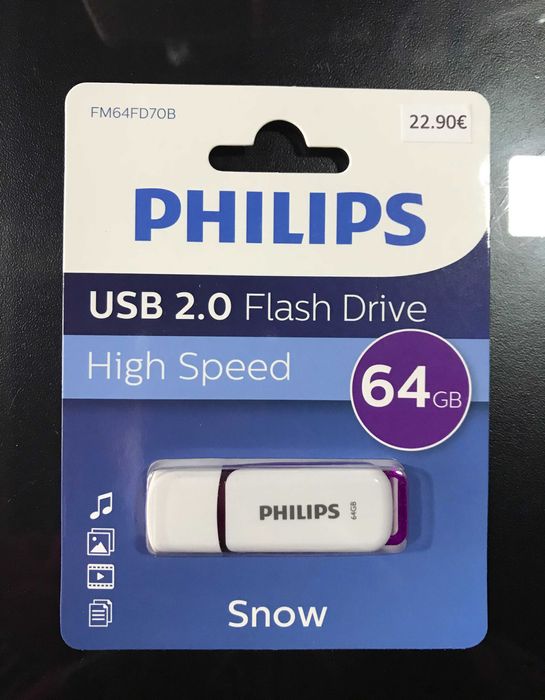 FM64FD70B
22.90€
PHILIPS
USB 2.0 Flash Drive
High Speed
64GB
PHILIPS 64GB
Snow